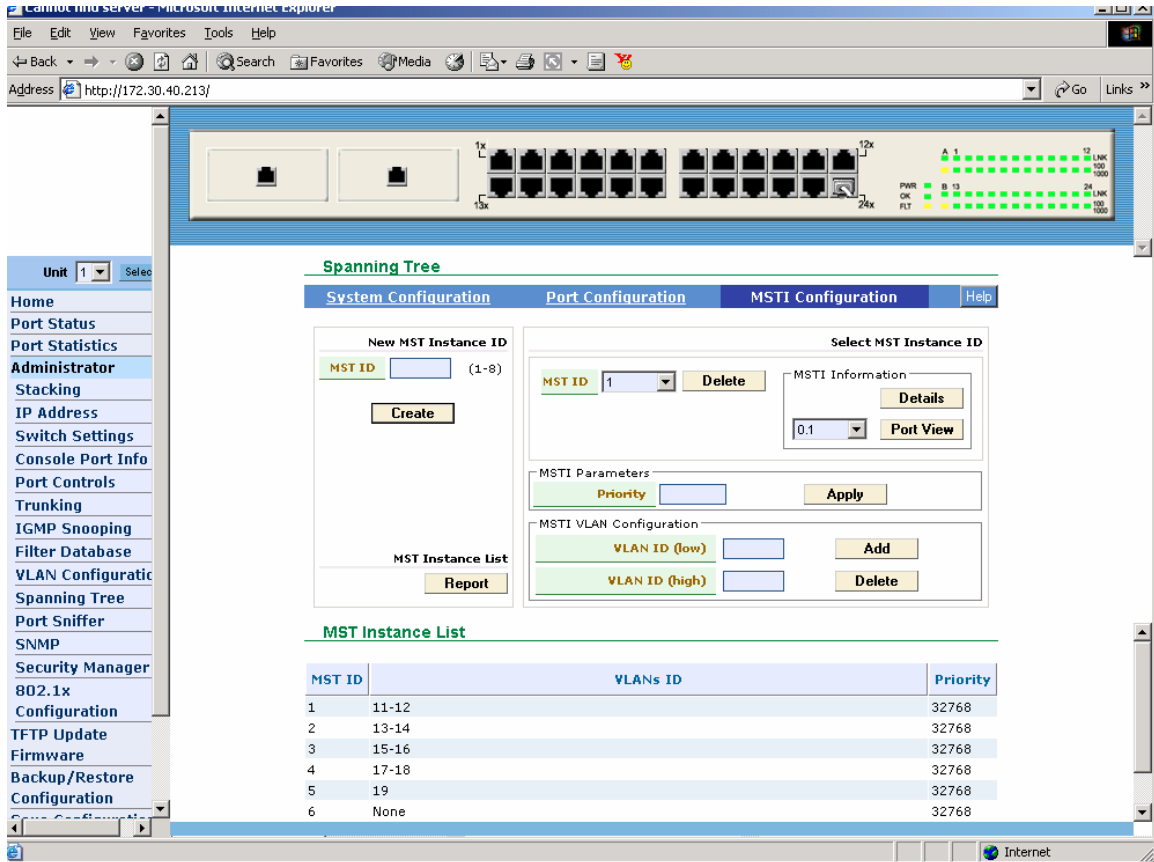 Cannot find server - Microsoft Internet Explorer
File Edit View Favorites Tools Help
Back Search Favorites Media
Address http://172.30.40.213/ Go Links »
1x 12x
13x 24x
A 1 12 LNK
100
1000
PWR B 13 24 LNK
OK 100
FLT 1000
Unit 1 Selec
Home
Port Status
Port Statistics
Administrator
Stacking
IP Address
Switch Settings
Console Port Info
Port Controls
Trunking
IGMP Snooping
Filter Database
VLAN Configuratic
Spanning Tree
Port Sniffer
SNMP
Security Manager
802.1x
Configuration
TFTP Update
Firmware
Backup/Restore
Configuration
Spanning Tree
System Configuration Port Configuration MSTI Configuration Help
New MST Instance ID
MST ID (1-8)
Create
MST Instance List
Report
Select MST Instance ID
MST ID 1 Delete
MSTI Information
Details
0.1 Port View
MSTI Parameters
Priority Apply
MSTI VLAN Configuration
VLAN ID (low) Add
VLAN ID (high) Delete
MST Instance List
MST ID VLANs ID Priority
1 11-12 32768
2 13-14 32768
3 15-16 32768
4 17-18 32768
5 19 32768
6 None 32768
Internet